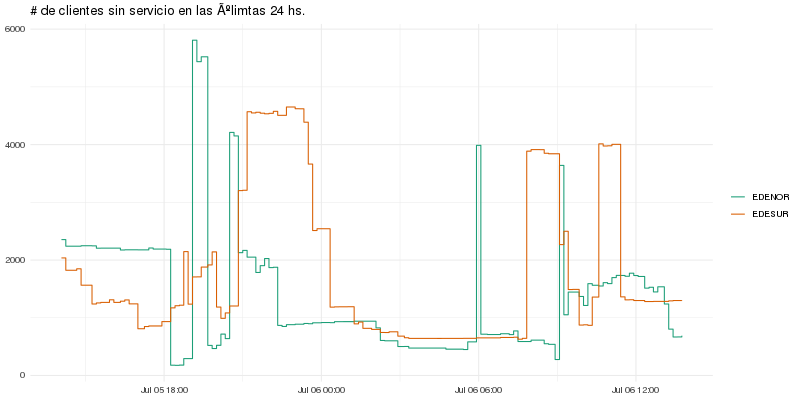 # de clientes sin servicio en las Ãºlimtas 24 hs.
6000
4000
2000
0
Jul 05 18:00
Jul 06 00:00
Jul 06 06:00
Jul 06 12:00
EDENOR
EDESUR